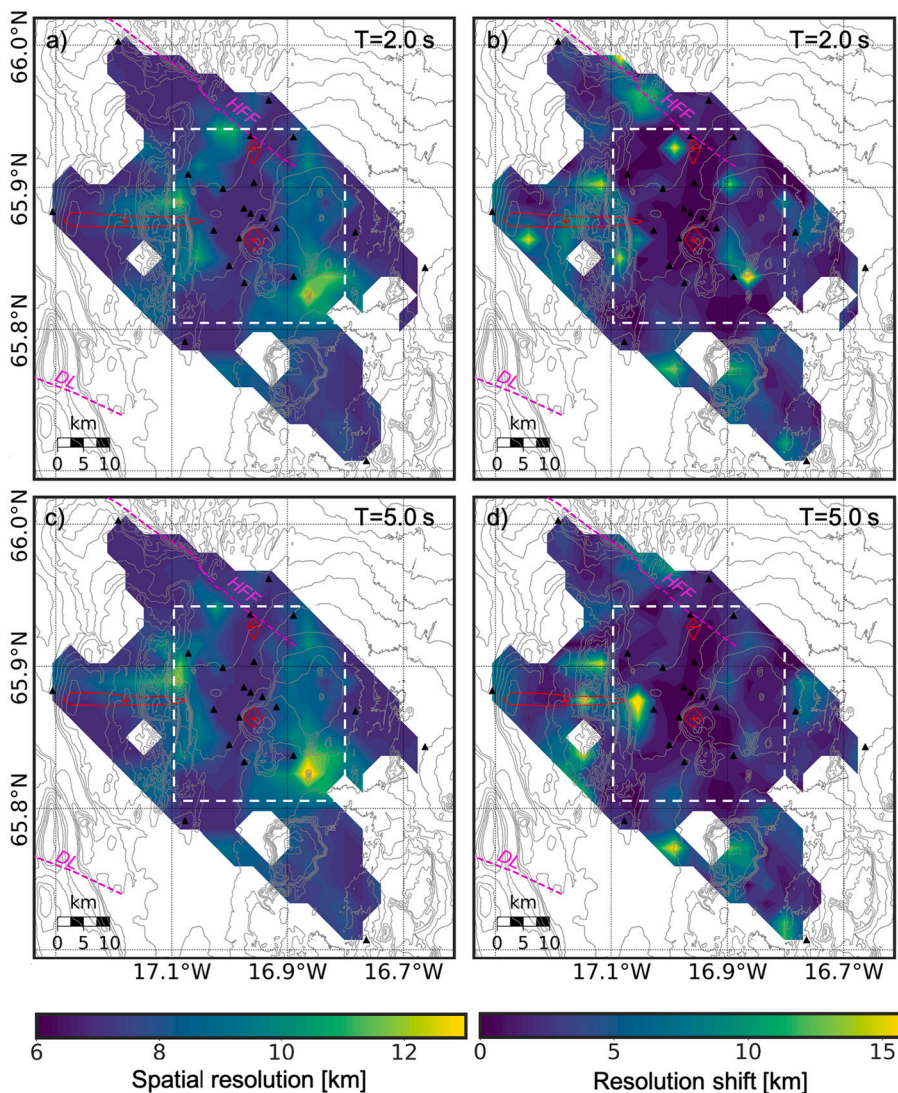 a) T=2.0 s
b) T=2.0 s
66.0°N
65.9°N
65.8°N
HFF
HFF
DL
DL
km
0 5 10
km
0 5 10
c) T=5.0 s
d) T=5.0 s
66.0°N
65.9°N
65.8°N
HFF
HFF
DL
DL
km
0 5 10
km
0 5 10
17.1°W 16.9°W 16.7°W
17.1°W 16.9°W 16.7°W
6 8 10 12
Spatial resolution [km]
0 5 10 15
Resolution shift [km]